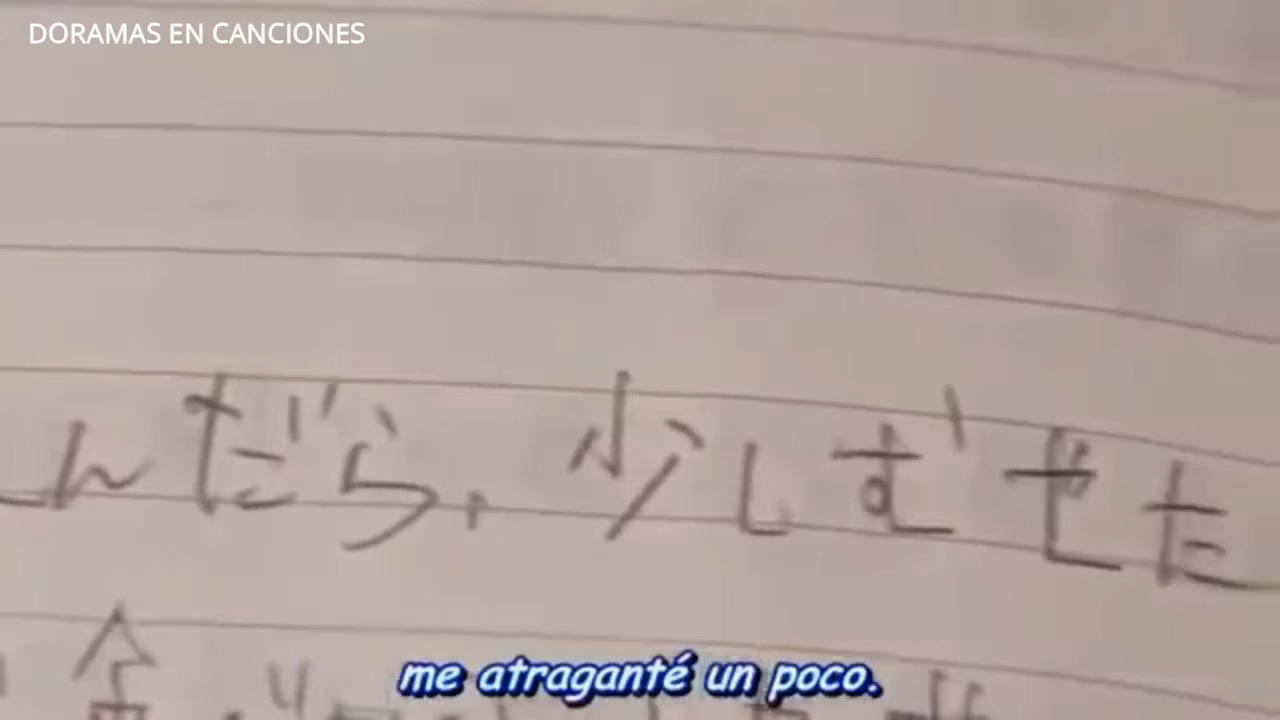 DORAMAS EN CANCIONES
んだら、少しむせた
me atraganté un poco.